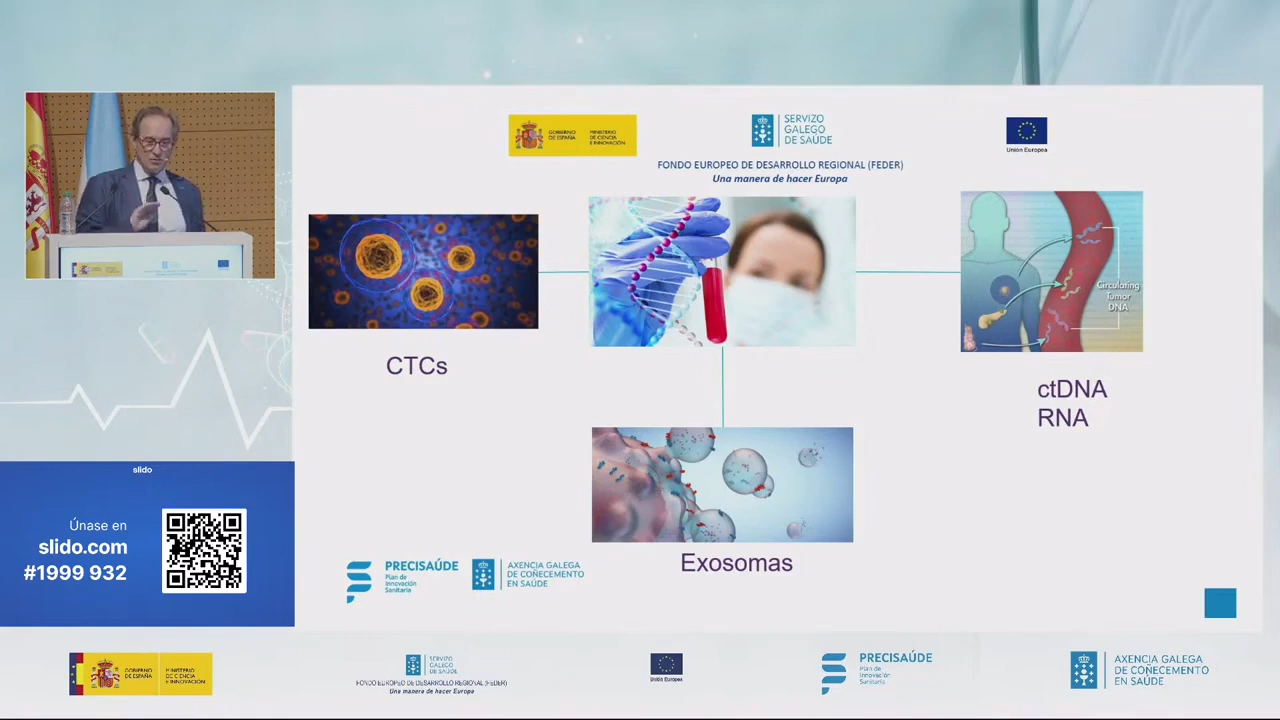 GOBIERNO
DE ESPAÑA
MINISTERIO
DE CIENCIA
E INNOVACIÓN
SERVIZO
GALEGO
DE SAÚDE
Unión Europea
FONDO EUROPEO DE DESARROLLO REGIONAL (FEDER)
Una manera de hacer Europa
Circulating
Tumor
DNA
CTCs
ctDNA
RNA
Exosomas
PRECISAÚDE
Plan de
Innovación
Sanitaria
AXENCIA GALEGA
DE COÑECEMENTO
EN SAÚDE
slido
Únase en
slido.com
#1999 932
GOBIERNO
DE ESPAÑA
MINISTERIO
DE CIENCIA
E INNOVACIÓN
SERVIZO
GALEGO
DE SAÚDE
FONDO EUROPEO DE DESARROLLO REGIONAL (FEDER)
Una manera de hacer Europa
Unión Europea
PRECISAÚDE
Plan de
Innovación
Sanitaria
AXENCIA GALEGA
DE COÑECEMENTO
EN SAÚDE